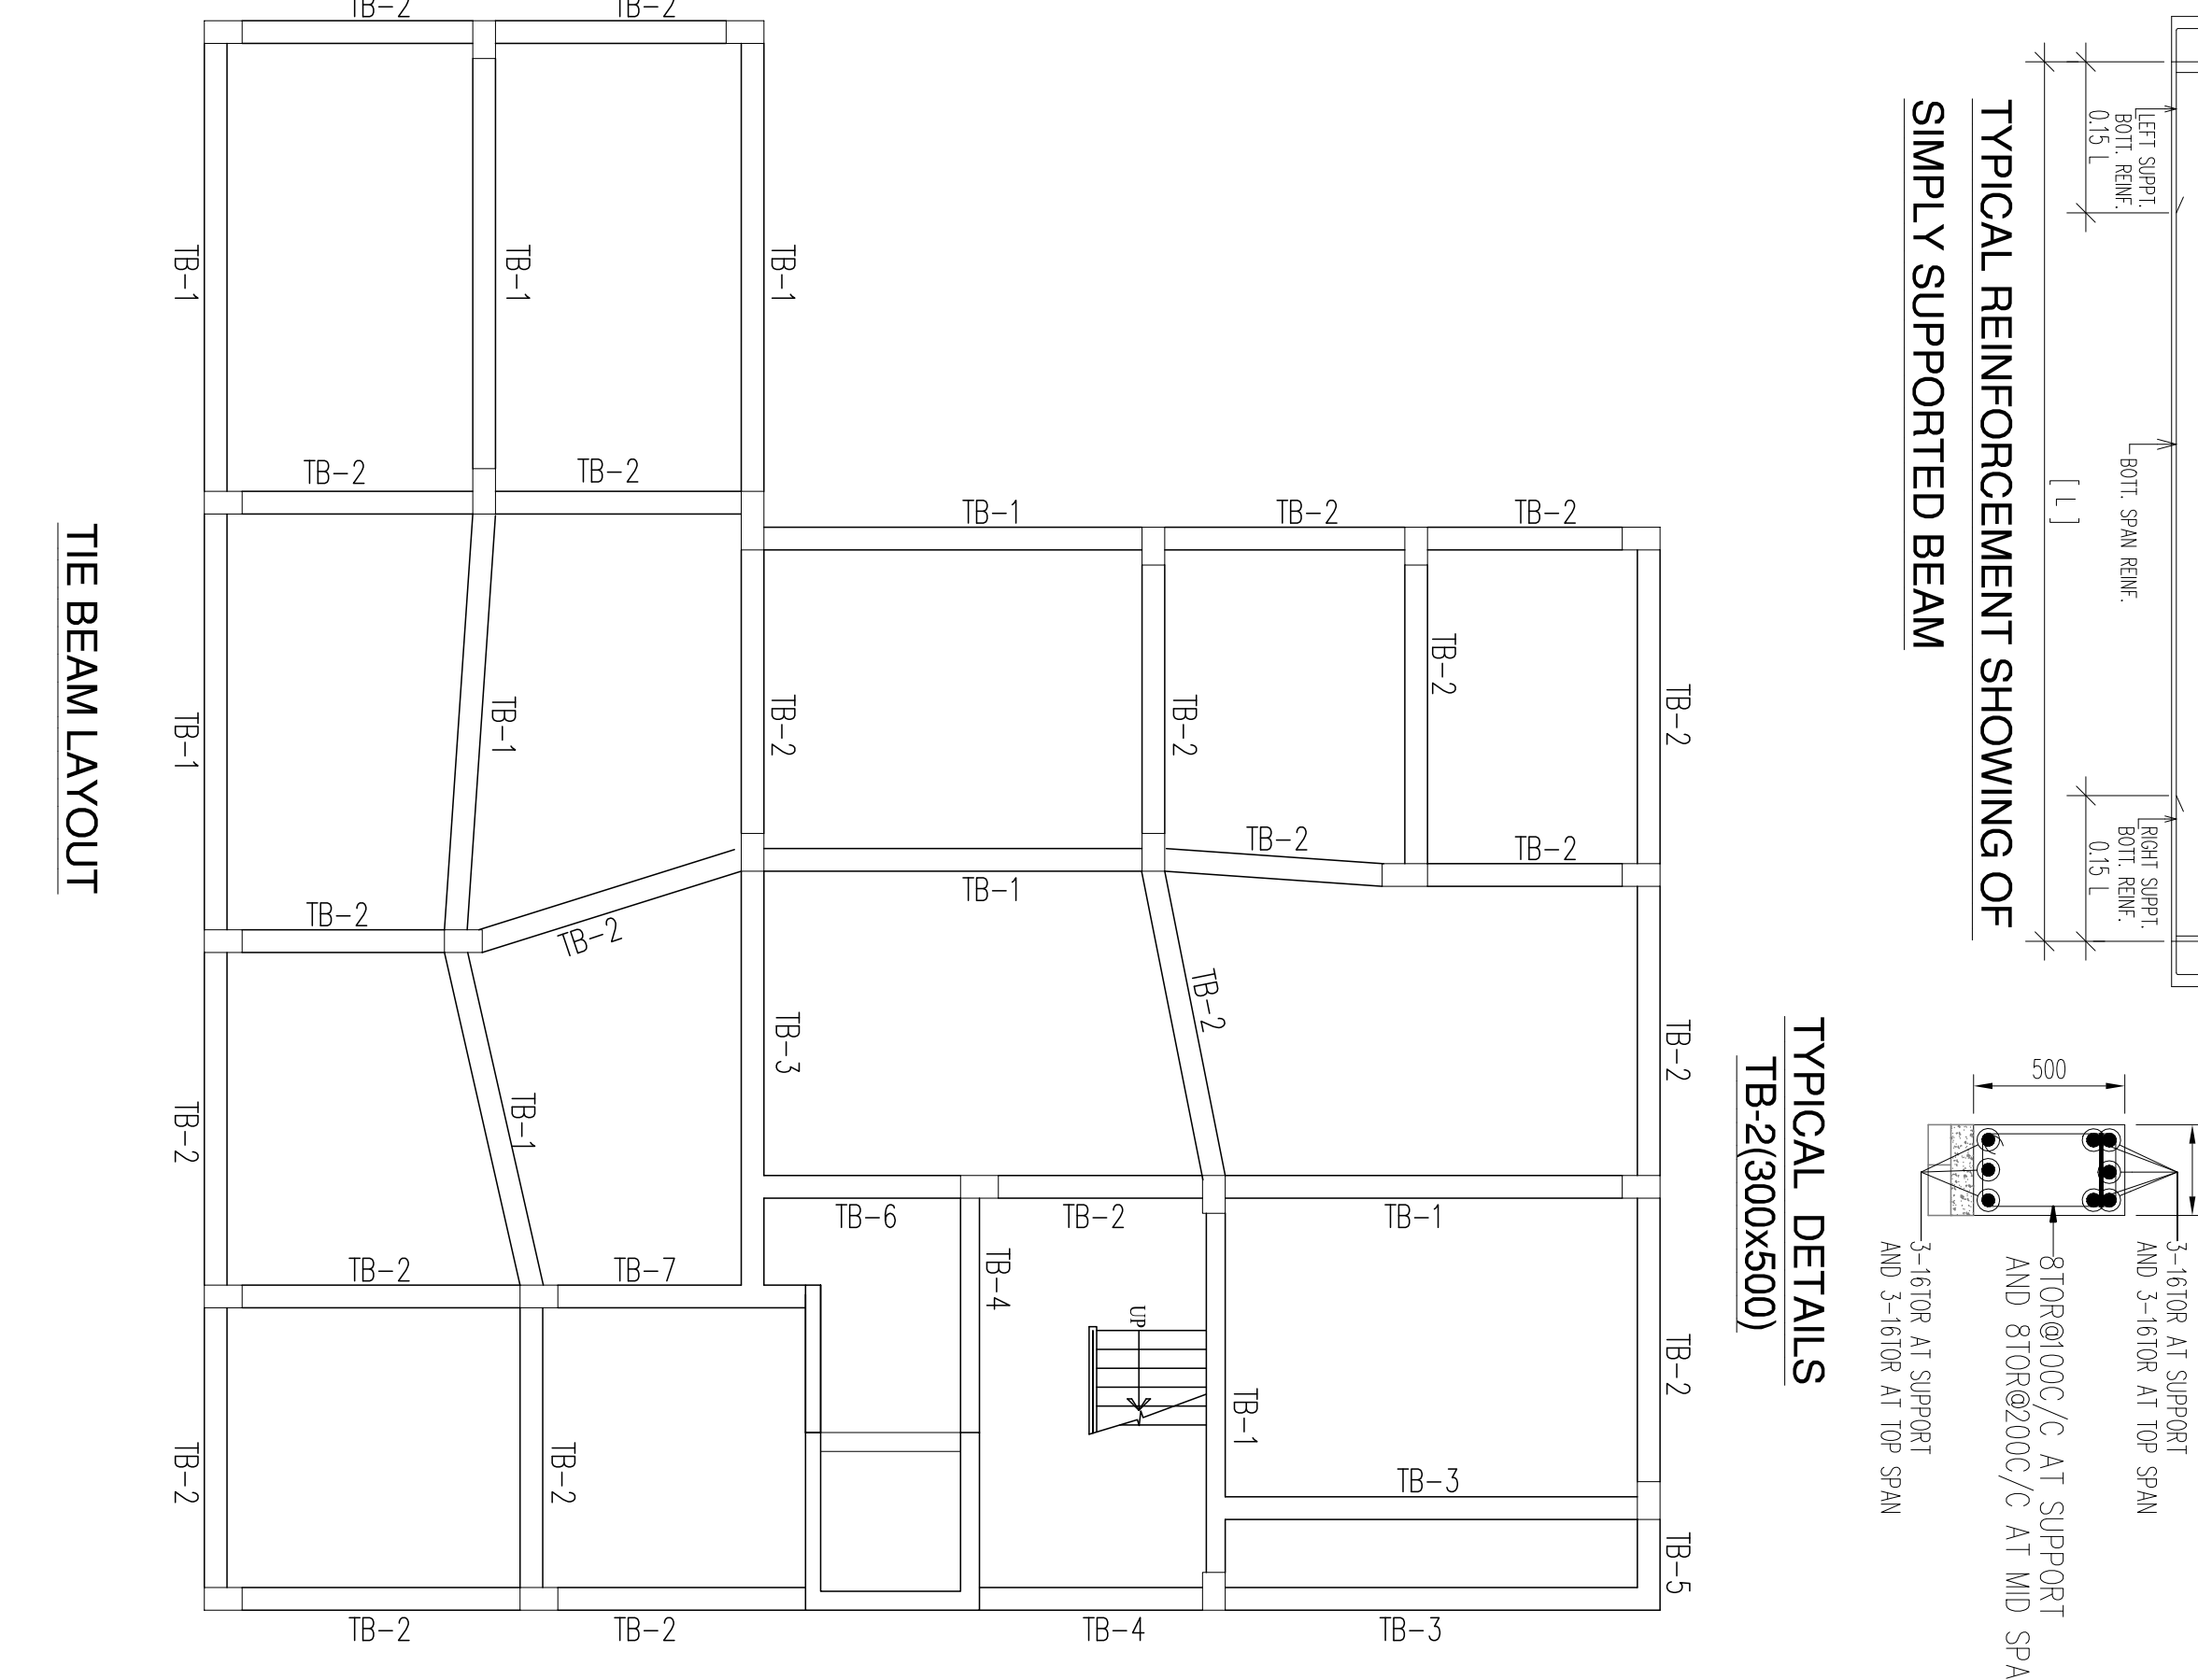 TB-2
TB-2
TB-1
TB-1
TB-1
TB-2
TB-2
TB-1
TB-2
TB-2
TB-2
TB-2
TB-1
TB-1
TB-2
TB-2
TB-2
TB-2
TB-1
TB-2
TB-2
TB-2
TB-2
TB-3
TB-2
TB-2
TB-1
TB-6
TB-2
TB-1
TB-2
TB-7
TB-4
UP
TB-2
TB-1
TB-2
TB-2
TB-3
TB-5
TB-2
TB-2
TB-4
TB-3
TIE BEAM LAYOUT
LEFT SUPPT.
BOTT. REINF.
0.15 L
BOTT. SPAN REINF.
[ L ]
RIGHT SUPPT.
BOTT. REINF.
0.15 L
TYPICAL REINFORCEMENT SHOWING OF
SIMPLY SUPPORTED BEAM
500
3-16TOR AT SUPPORT
AND 3-16TOR AT TOP SPAN
8TOR@100C/C AT SUPPORT
AND 8TOR@200C/C AT MID SPA
3-16TOR AT SUPPORT
AND 3-16TOR AT TOP SPAN
TYPICAL DETAILS
TB-2(300x500)